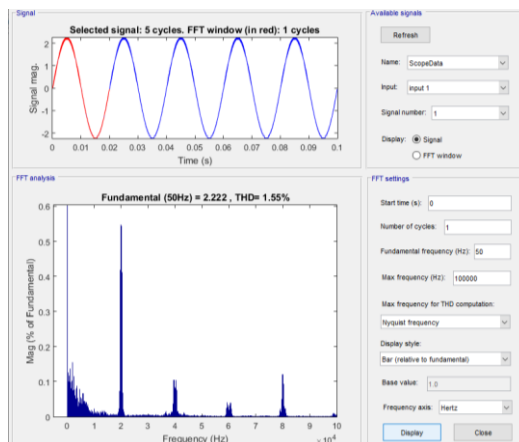 Signal
Selected signal: 5 cycles. FFT window (in red): 1 cycles
Signal mag.
2
0
-2
0 0.01 0.02 0.03 0.04 0.05 0.06 0.07 0.08 0.09 0.1
Time (s)
FFT analysis
Fundamental (50Hz) = 2.222 , THD= 1.55%
Mag (% of Fundamental)
0.6
0.5
0.4
0.3
0.2
0.1
0
0 1 2 3 4 5 6 7 8 9 10
Frequency (Hz)
× 10⁴
Available signals
Refresh
Name: ScopeData
Input: input 1
Signal number: 1
Display: Signal
FFT window
FFT settings
Start time (s): 0
Number of cycles: 1
Fundamental frequency (Hz): 50
Max frequency (Hz): 100000
Max frequency for THD computation:
Nyquist frequency
Display style:
Bar (relative to fundamental)
Base value: 1.0
Frequency axis: Hertz
Display Close